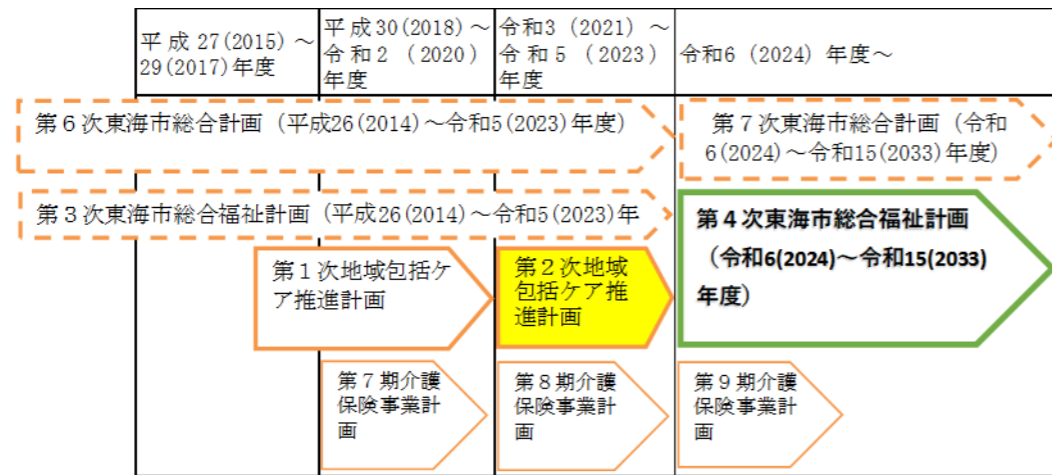 平成 27(2015) ～
29(2017)年度
平成30(2018)～
令和２（2020）
年度
令和3（2021）～
令和５（2023）
年度
令和6（2024）年度～
第６次東海市総合計画（平成26(2014)～令和5(2023)年度）
第７次東海市総合計画（令和
6(2024)～令和15(2033)年度）
第３次東海市総合福祉計画（平成26(2014)～令和5(2023)年
第４次東海市総合福祉計画
（令和6(2024)～令和15(2033)
年度）
第１次地域包括ケ
ア推進計画
第２次地域
包括ケア推
進計画
第７期介護
保険事業計
画
第８期介護
保険事業計
画
第９期介護
保険事業計
画